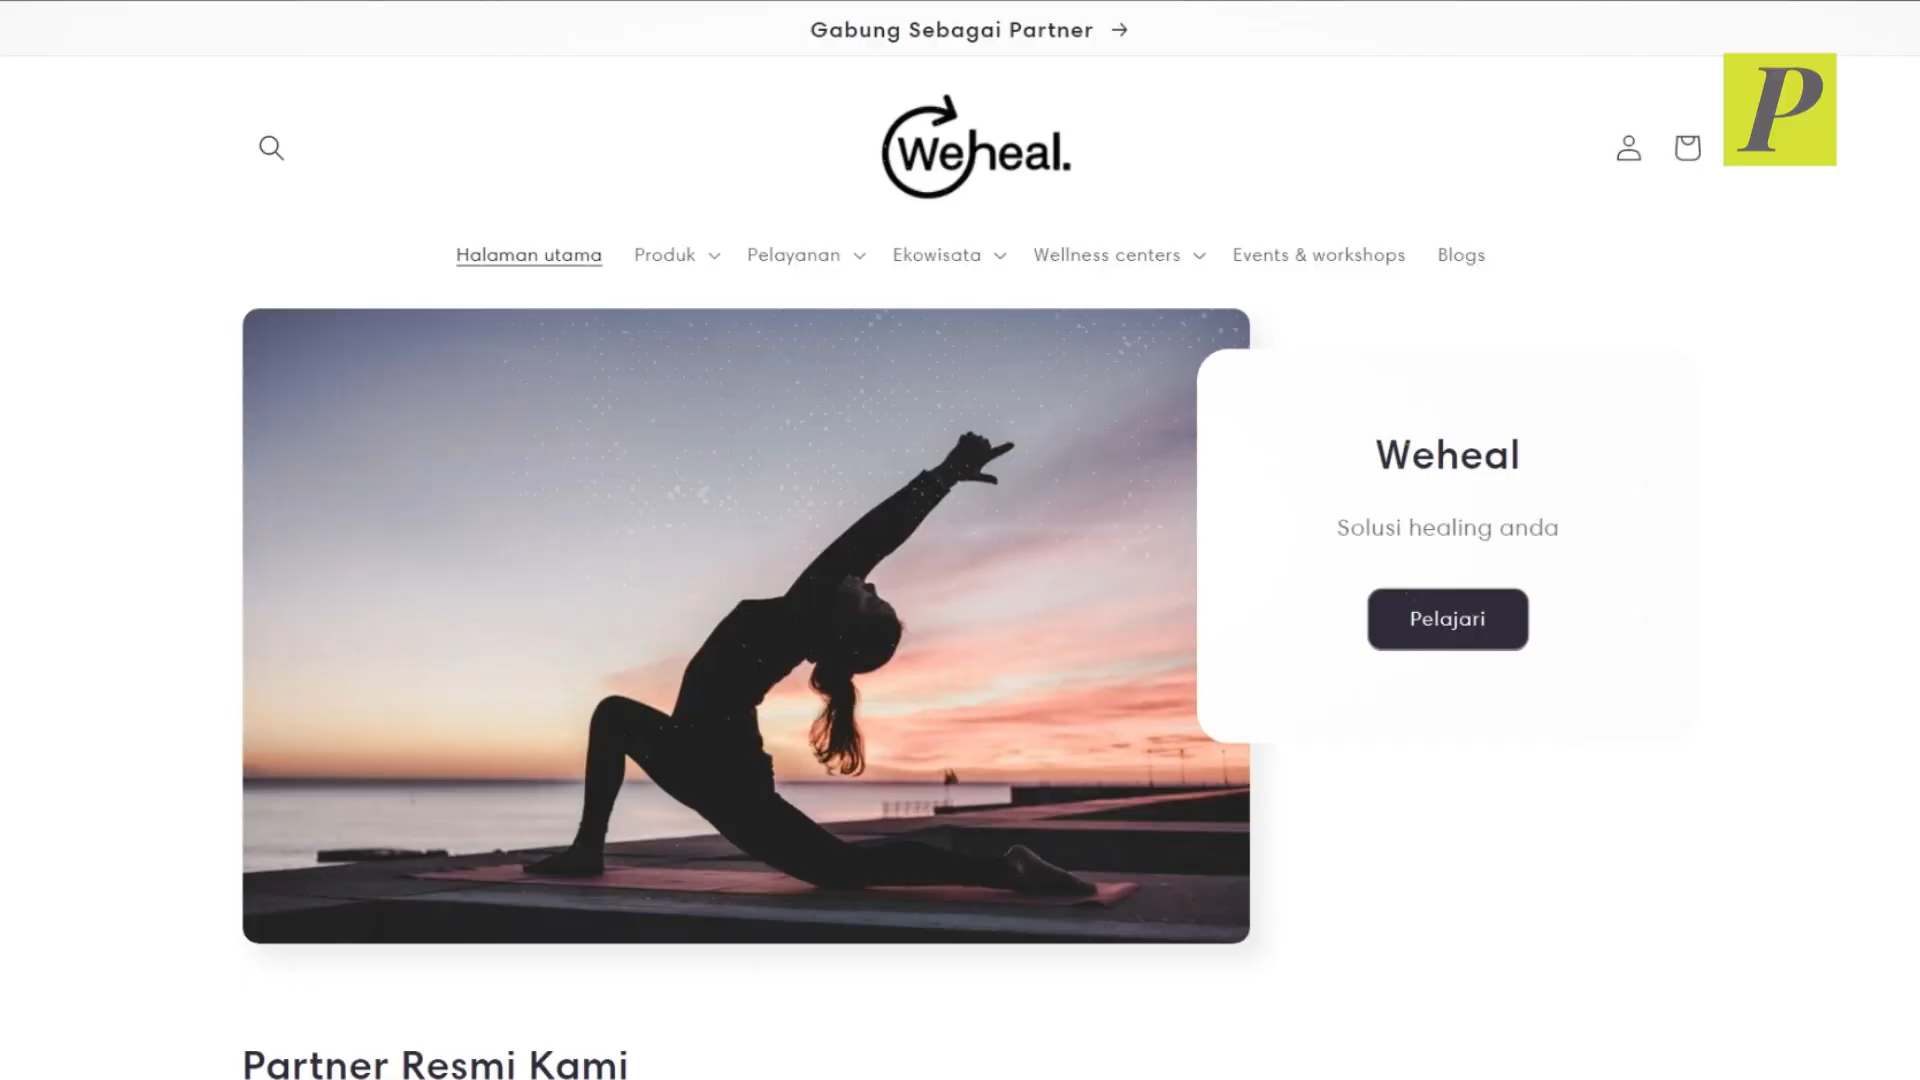 Gabung Sebagai Partner →
P
Weheal.
Halaman utama Produk Pelayanan Ekowisata Wellness centers Events & workshops Blogs
Weheal
Solusi healing anda
Pelajari
Partner Resmi Kami